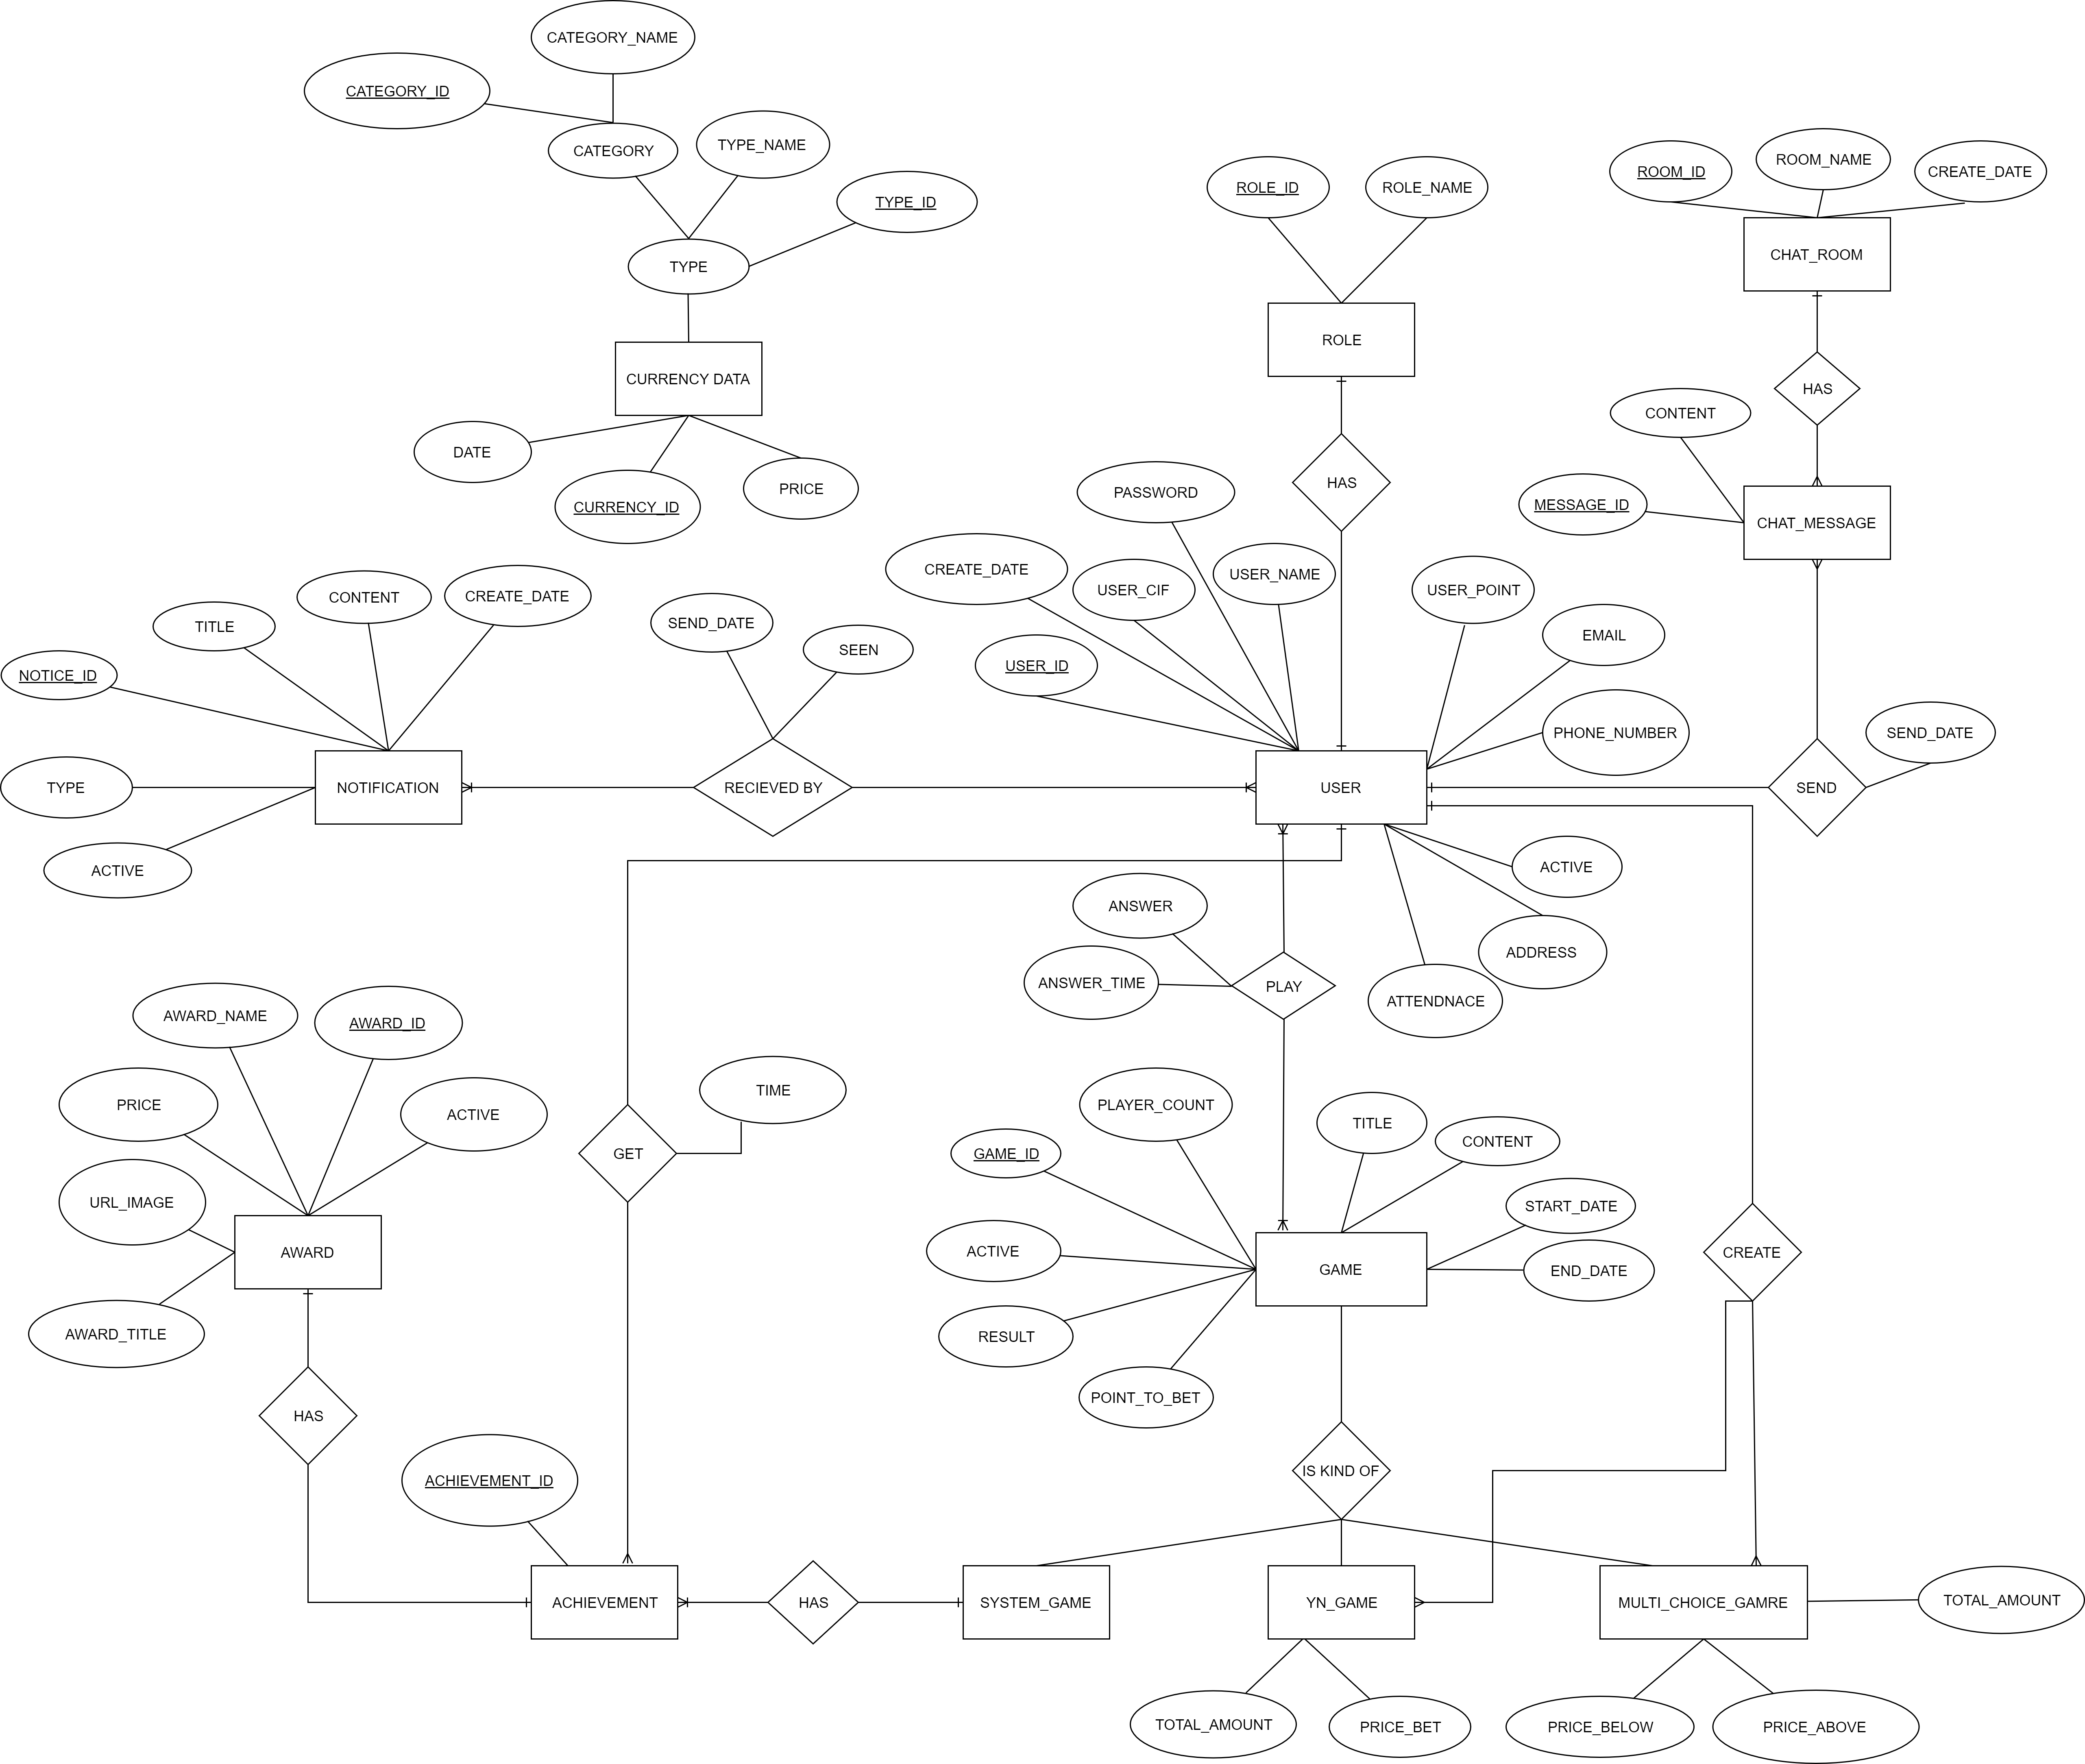 CATEGORY_NAME
CATEGORY_ID
CATEGORY
TYPE_NAME
TYPE_ID
TYPE
CURRENCY DATA
DATE
CURRENCY_ID
PRICE
ROLE_ID
ROLE_NAME
ROLE
HAS
ROOM_ID
ROOM_NAME
CREATE_DATE
CHAT_ROOM
HAS
CONTENT
MESSAGE_ID
CHAT_MESSAGE
SEND_DATE
SEND
PASSWORD
CREATE_DATE
USER_CIF
USER_NAME
USER_ID
USER_POINT
EMAIL
PHONE_NUMBER
USER
ACTIVE
ADDRESS
ATTENDNACE
NOTICE_ID
TITLE
CONTENT
CREATE_DATE
TYPE
ACTIVE
NOTIFICATION
SEND_DATE
SEEN
RECIEVED BY
ANSWER
ANSWER_TIME
PLAY
AWARD_NAME
AWARD_ID
PRICE
ACTIVE
URL_IMAGE
AWARD_TITLE
AWARD
HAS
TIME
GET
PLAYER_COUNT
GAME_ID
TITLE
CONTENT
START_DATE
END_DATE
ACTIVE
RESULT
POINT_TO_BET
GAME
CREATE
IS KIND OF
ACHIEVEMENT_ID
ACHIEVEMENT
HAS
SYSTEM_GAME
YN_GAME
MULTI_CHOICE_GAMRE
TOTAL_AMOUNT
TOTAL_AMOUNT
PRICE_BET
PRICE_BELOW
PRICE_ABOVE